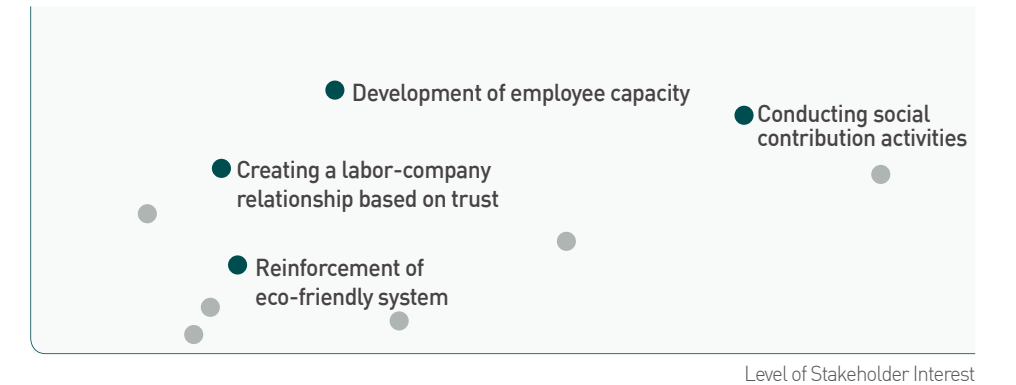 Development of employee capacity
Conducting social
contribution activities
Creating a labor-company
relationship based on trust
Reinforcement of
eco-friendly system
Level of Stakeholder Interest